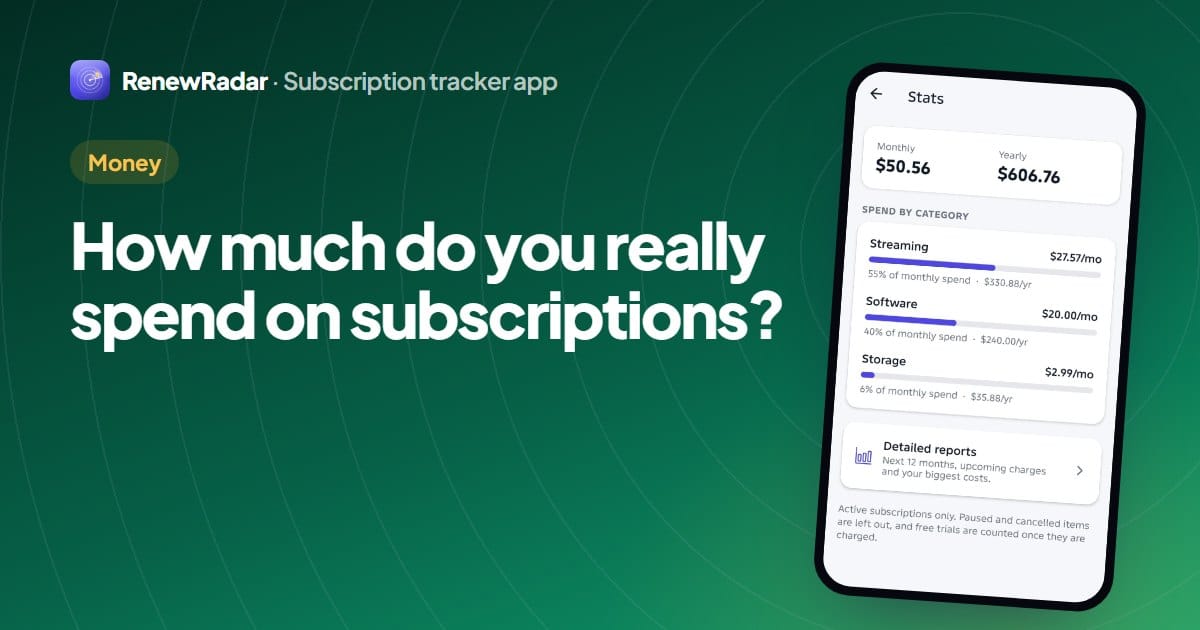 RenewRadar · Subscription tracker app
Money
How much do you really
spend on subscriptions?
Stats
Monthly
$50.56
Yearly
$606.76
SPEND BY CATEGORY
Streaming
$27.57/mo
55% of monthly spend · $330.88/yr
Software
$20.00/mo
40% of monthly spend · $240.00/yr
Storage
$2.99/mo
6% of monthly spend · $35.88/yr
Detailed reports
Next 12 months, upcoming charges
and your biggest costs.
Active subscriptions only. Paused and cancelled items
are left out, and free trials are counted once they are
charged.